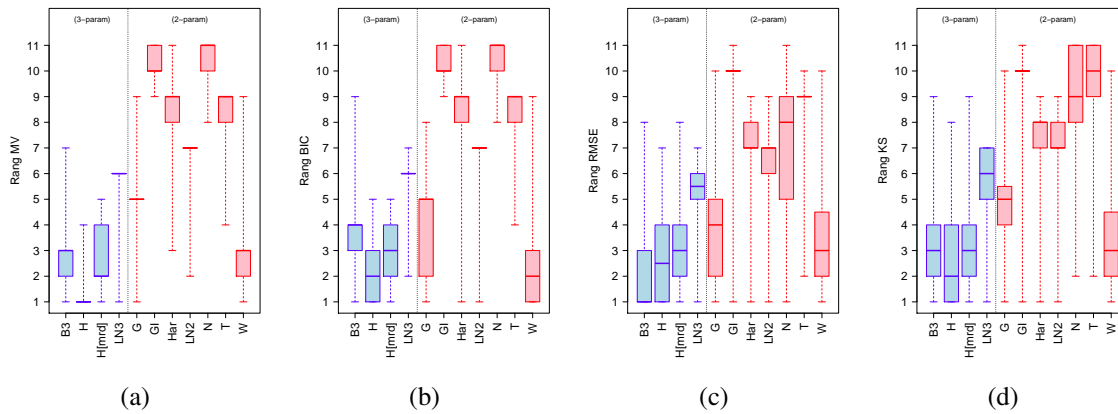 (3−param) (2−param)
Rang MV
11
10
9
8
7
6
5
4
3
2
1
B3 H H[mrd] LN3 G Gl Har LN2 N T W
(a)
(3−param) (2−param)
Rang BIC
11
10
9
8
7
6
5
4
3
2
1
B3 H H[mrd] LN3 G Gl Har LN2 N T W
(b)
(3−param) (2−param)
Rang RMSE
11
10
9
8
7
6
5
4
3
2
1
B3 H H[mrd] LN3 G Gl Har LN2 N T W
(c)
(3−param) (2−param)
Rang KS
11
10
9
8
7
6
5
4
3
2
1
B3 H H[mrd] LN3 G Gl Har LN2 N T W
(d)